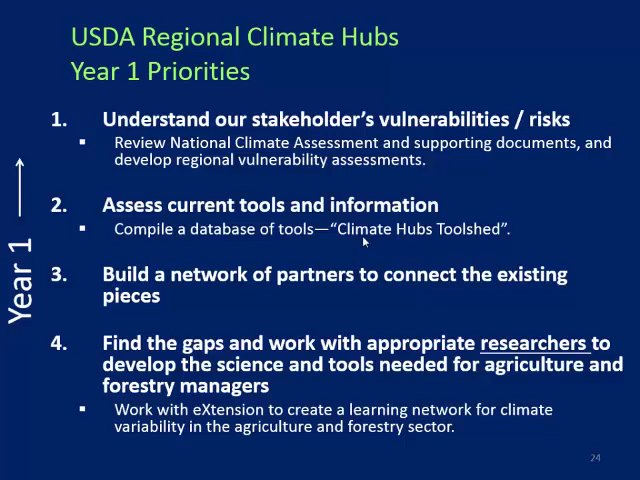 USDA Regional Climate Hubs
Year 1 Priorities
1. Understand our stakeholder's vulnerabilities / risks
▪ Review National Climate Assessment and supporting documents, and
develop regional vulnerability assessments.
2. Assess current tools and information
▪ Compile a database of tools—“Climate Hubs Toolshed”.
3. Build a network of partners to connect the existing
pieces
4. Find the gaps and work with appropriate researchers to
develop the science and tools needed for agriculture and
forestry managers
▪ Work with eXtension to create a learning network for climate
variability in the agriculture and forestry sector.
Year 1
24